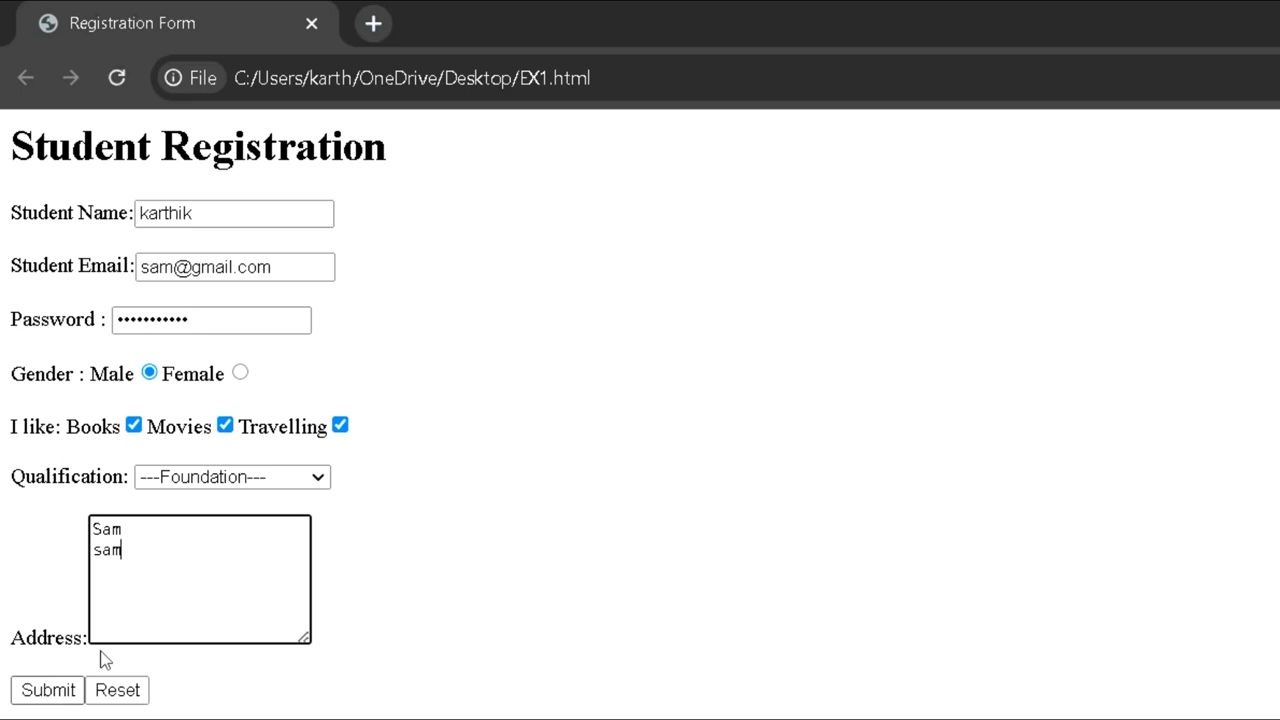 Registration Form
File C:/Users/karth/OneDrive/Desktop/EX1.html
Student Registration
Student Name: karthik
Student Email: sam@gmail.com
Password : •••••••••••
Gender : Male Female
I like: Books Movies Travelling
Qualification: ---Foundation---
Sam
sam
Address:
Submit Reset